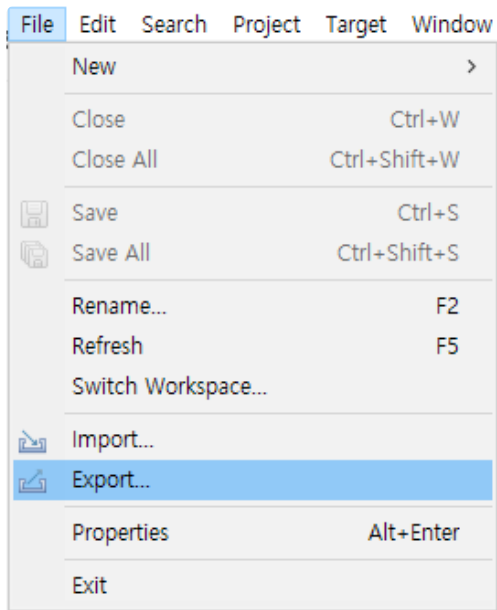 File Edit Search Project Target Window
New >
Close Ctrl+W
Close All Ctrl+Shift+W
Save Ctrl+S
Save All Ctrl+Shift+S
Rename... F2
Refresh F5
Switch Workspace...
Import...
Export...
Properties Alt+Enter
Exit